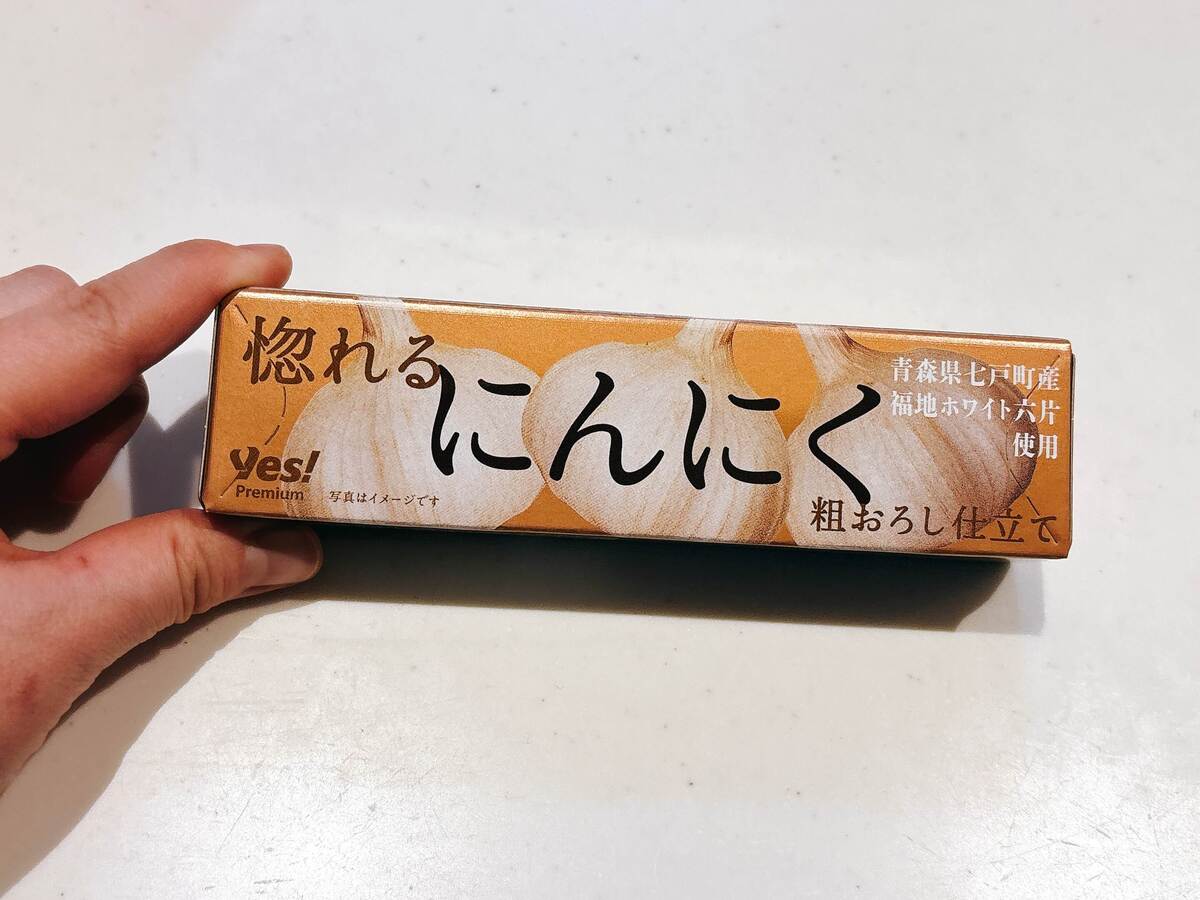 惚れる
にんにく
青森県七戸町産
福地ホワイト六片
使用
yes!
Premium
写真はイメージです
粗おろし仕立て